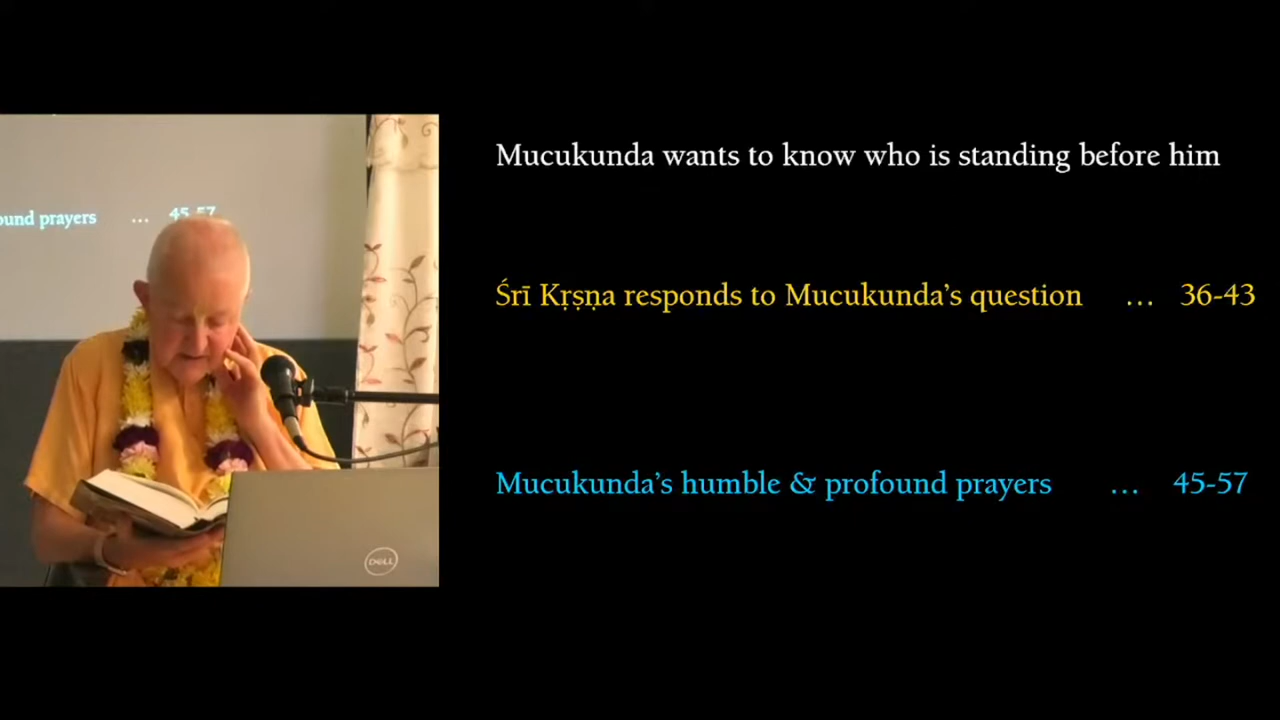 Mucukunda wants to know who is standing before him
Śrī Kṛṣṇa responds to Mucukunda's question ... 36-43
Mucukunda's humble & profound prayers ... 45-57
ound prayers ... 45-57
DELL